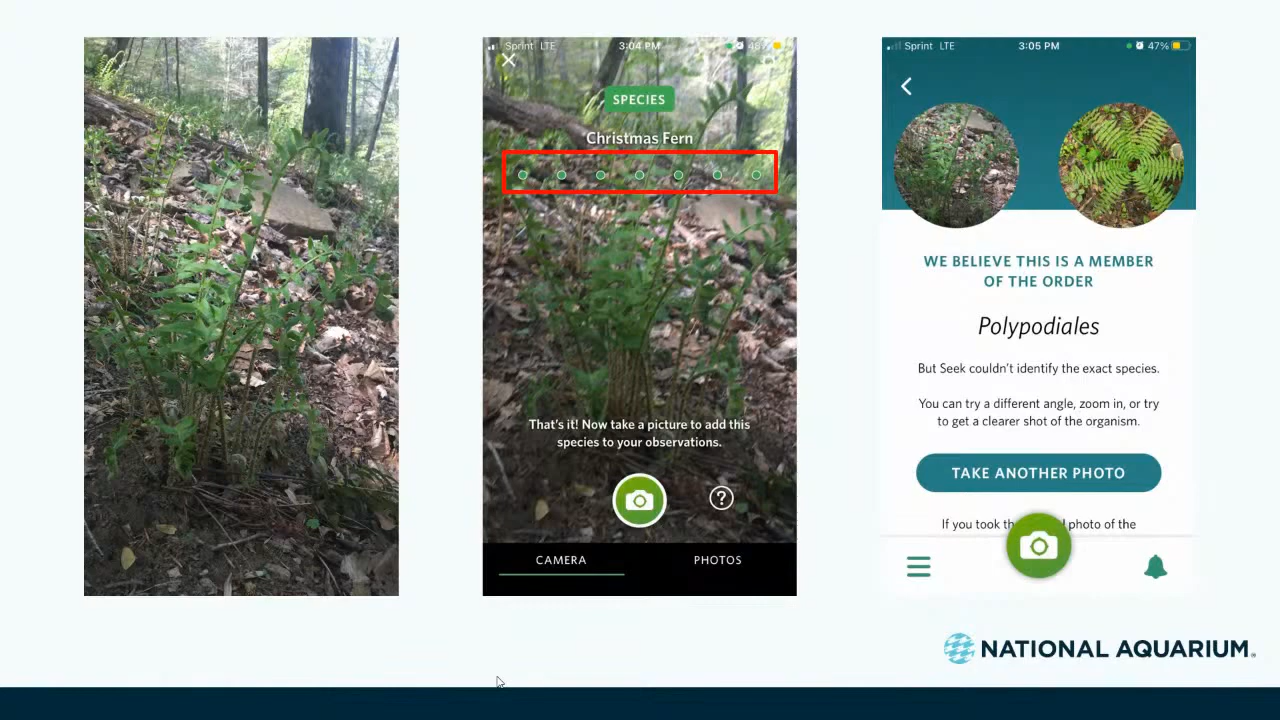 Sprint LTE
3:04 PM
SPECIES
Christmas Fern
That's it! Now take a picture to add this
species to your observations.
?
CAMERA
PHOTOS
Sprint LTE
3:05 PM
47%
WE BELIEVE THIS IS A MEMBER
OF THE ORDER
Polypodiales
But Seek couldn't identify the exact species.
You can try a different angle, zoom in, or try
to get a clearer shot of the organism.
TAKE ANOTHER PHOTO
If you took the photo of the
NATIONAL AQUARIUM